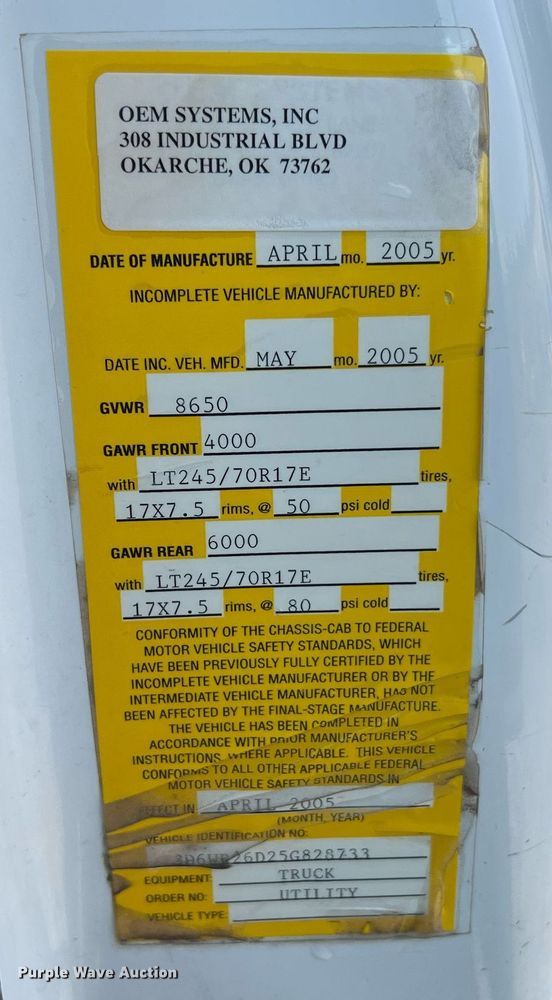 OEM SYSTEMS, INC
308 INDUSTRIAL BLVD
OKARCHE, OK 73762
DATE OF MANUFACTURE APRIL mo. 2005 yr.
INCOMPLETE VEHICLE MANUFACTURED BY:
DATE INC. VEH. MFD. MAY mo. 2005 yr.
GVWR 8650
GAWR FRONT 4000
with LT245/70R17E tires,
17X7.5 rims, @ 50 psi cold
GAWR REAR 6000
with LT245/70R17E tires,
17X7.5 rims, @ 80 psi cold
CONFORMITY OF THE CHASSIS-CAB TO FEDERAL
MOTOR VEHICLE SAFETY STANDARDS, WHICH
HAVE BEEN PREVIOUSLY FULLY CERTIFIED BY THE
INCOMPLETE VEHICLE MANUFACTURER OR BY THE
INTERMEDIATE VEHICLE MANUFACTURER, HAS NOT
BEEN AFFECTED BY THE FINAL-STAGE MANUFACTURE.
THE VEHICLE HAS BEEN COMPLETED IN
ACCORDANCE WITH PRIOR MANUFACTURER'S
INSTRUCTIONS WHERE APPLICABLE. THIS VEHICLE
CONFORMS TO ALL OTHER APPLICABLE FEDERAL
MOTOR VEHICLE SAFETY STANDARDS IN
EFFECT IN APRIL 2005
(MONTH, YEAR)
VEHICLE IDENTIFICATION NO:
EQUIPMENT: TRUCK
ORDER NO: UTILITY
VEHICLE TYPE:
Purple Wave Auction